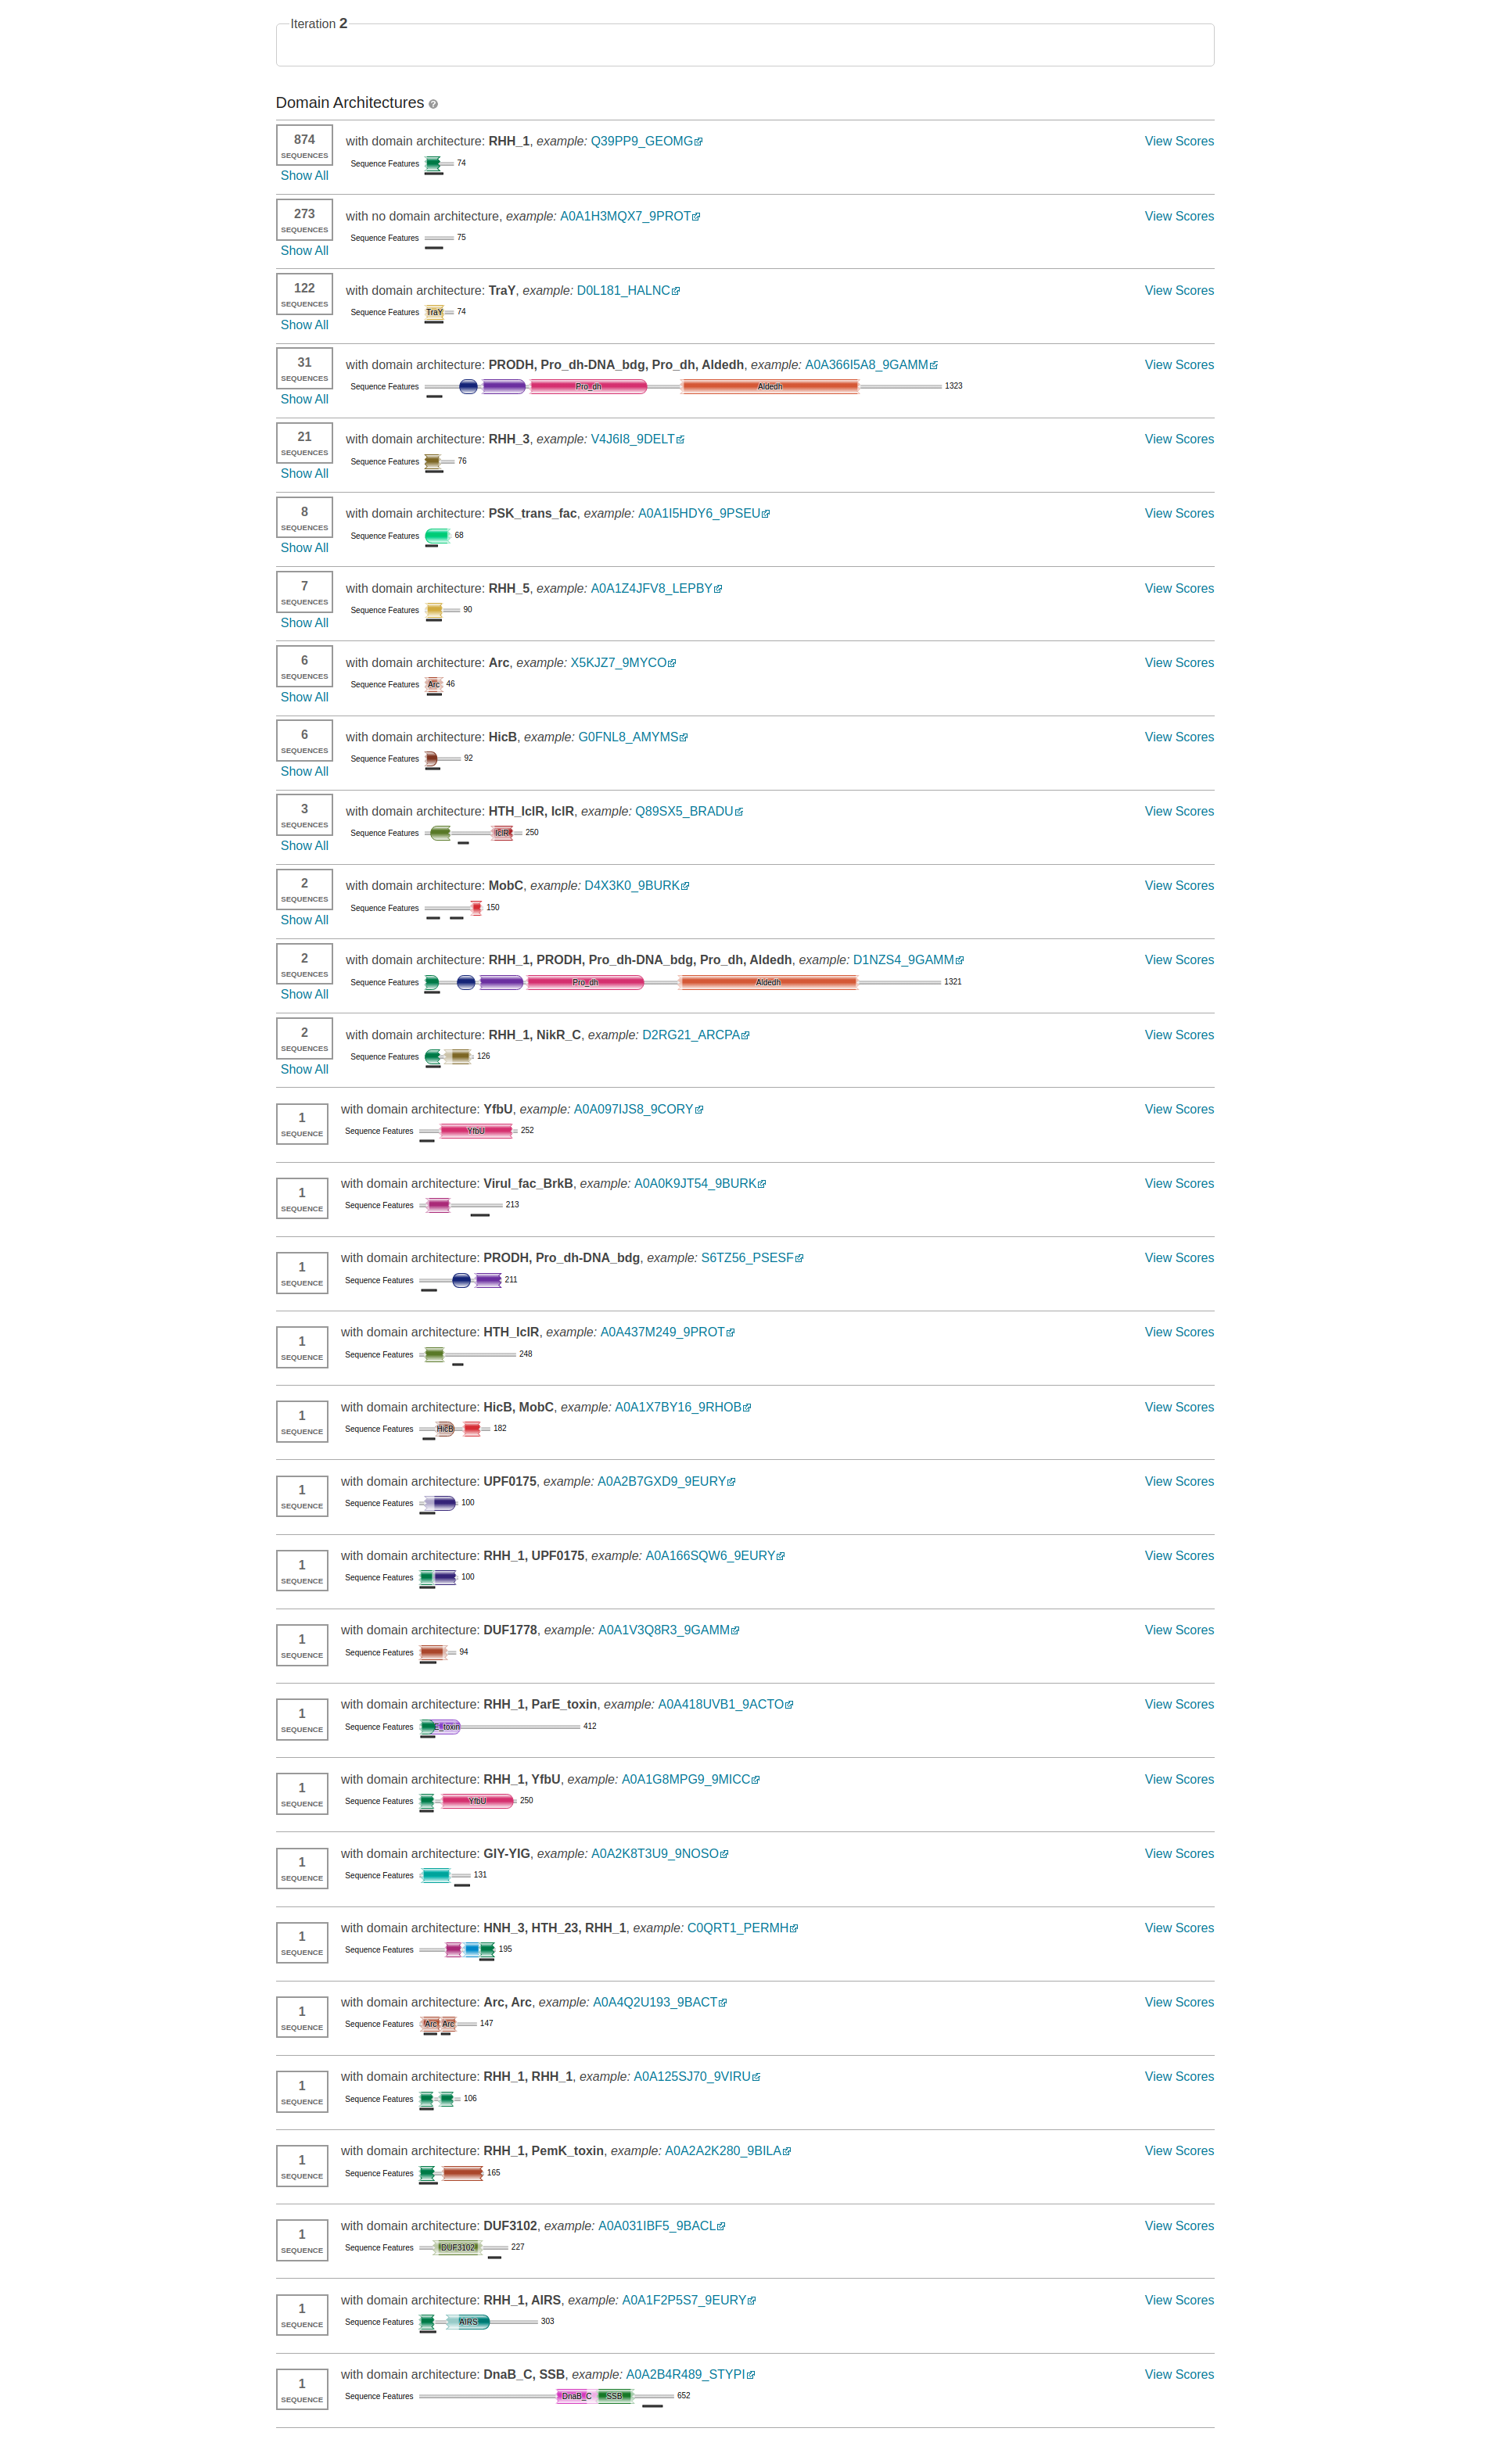 Iteration 2
Domain Architectures ?
874
SEQUENCES
Show All
with domain architecture: RHH_1, example: Q39PP9_GEOMG
View Scores
Sequence Features 74
273
SEQUENCES
Show All
with no domain architecture, example: A0A1H3MQX7_9PROT
View Scores
Sequence Features 75
122
SEQUENCES
Show All
with domain architecture: TraY, example: D0L181_HALNC
View Scores
Sequence Features TraY 74
31
SEQUENCES
Show All
with domain architecture: PRODH, Pro_dh-DNA_bdg, Pro_dh, Aldedh, example: A0A366I5A8_9GAMM
View Scores
Sequence Features Pro_dh Aldedh 1323
21
SEQUENCES
Show All
with domain architecture: RHH_3, example: V4J6I8_9DELT
View Scores
Sequence Features 76
8
SEQUENCES
Show All
with domain architecture: PSK_trans_fac, example: A0A1I5HDY6_9PSEU
View Scores
Sequence Features 68
7
SEQUENCES
Show All
with domain architecture: RHH_5, example: A0A1Z4JFV8_LEPBY
View Scores
Sequence Features 90
6
SEQUENCES
Show All
with domain architecture: Arc, example: X5KJZ7_9MYCO
View Scores
Sequence Features Arc 46
6
SEQUENCES
Show All
with domain architecture: HicB, example: G0FNL8_AMYMS
View Scores
Sequence Features 92
3
SEQUENCES
Show All
with domain architecture: HTH_IclR, IclR, example: Q89SX5_BRADU
View Scores
Sequence Features IclR 250
2
SEQUENCES
Show All
with domain architecture: MobC, example: D4X3K0_9BURK
View Scores
Sequence Features 150
2
SEQUENCES
Show All
with domain architecture: RHH_1, PRODH, Pro_dh-DNA_bdg, Pro_dh, Aldedh, example: D1NZS4_9GAMM
View Scores
Sequence Features Pro_dh Aldedh 1321
2
SEQUENCES
Show All
with domain architecture: RHH_1, NikR_C, example: D2RG21_ARCPA
View Scores
Sequence Features 126
1
SEQUENCE
with domain architecture: YfbU, example: A0A097IJS8_9CORY
View Scores
Sequence Features YfbU 252
1
SEQUENCE
with domain architecture: Virul_fac_BrkB, example: A0A0K9JT54_9BURK
View Scores
Sequence Features 213
1
SEQUENCE
with domain architecture: PRODH, Pro_dh-DNA_bdg, example: S6TZ56_PSESF
View Scores
Sequence Features 211
1
SEQUENCE
with domain architecture: HTH_IclR, example: A0A437M249_9PROT
View Scores
Sequence Features 248
1
SEQUENCE
with domain architecture: HicB, MobC, example: A0A1X7BY16_9RHOB
View Scores
Sequence Features HicB 182
1
SEQUENCE
with domain architecture: UPF0175, example: A0A2B7GXD9_9EURY
View Scores
Sequence Features 100
1
SEQUENCE
with domain architecture: RHH_1, UPF0175, example: A0A166SQW6_9EURY
View Scores
Sequence Features 100
1
SEQUENCE
with domain architecture: DUF1778, example: A0A1V3Q8R3_9GAMM
View Scores
Sequence Features 94
1
SEQUENCE
with domain architecture: RHH_1, ParE_toxin, example: A0A418UVB1_9ACTO
View Scores
Sequence Features E_toxin 412
1
SEQUENCE
with domain architecture: RHH_1, YfbU, example: A0A1G8MPG9_9MICC
View Scores
Sequence Features YfbU 250
1
SEQUENCE
with domain architecture: GIY-YIG, example: A0A2K8T3U9_9NOSO
View Scores
Sequence Features 131
1
SEQUENCE
with domain architecture: HNH_3, HTH_23, RHH_1, example: C0QRT1_PERMH
View Scores
Sequence Features 195
1
SEQUENCE
with domain architecture: Arc, Arc, example: A0A4Q2U193_9BACT
View Scores
Sequence Features Arc Arc 147
1
SEQUENCE
with domain architecture: RHH_1, RHH_1, example: A0A125SJ70_9VIRU
View Scores
Sequence Features 106
1
SEQUENCE
with domain architecture: RHH_1, PemK_toxin, example: A0A2A2K280_9BILA
View Scores
Sequence Features 165
1
SEQUENCE
with domain architecture: DUF3102, example: A0A031IBF5_9BACL
View Scores
Sequence Features DUF3102 227
1
SEQUENCE
with domain architecture: RHH_1, AIRS, example: A0A1F2P5S7_9EURY
View Scores
Sequence Features AIRS 303
1
SEQUENCE
with domain architecture: DnaB_C, SSB, example: A0A2B4R489_STYPI
View Scores
Sequence Features DnaB_C SSB 652